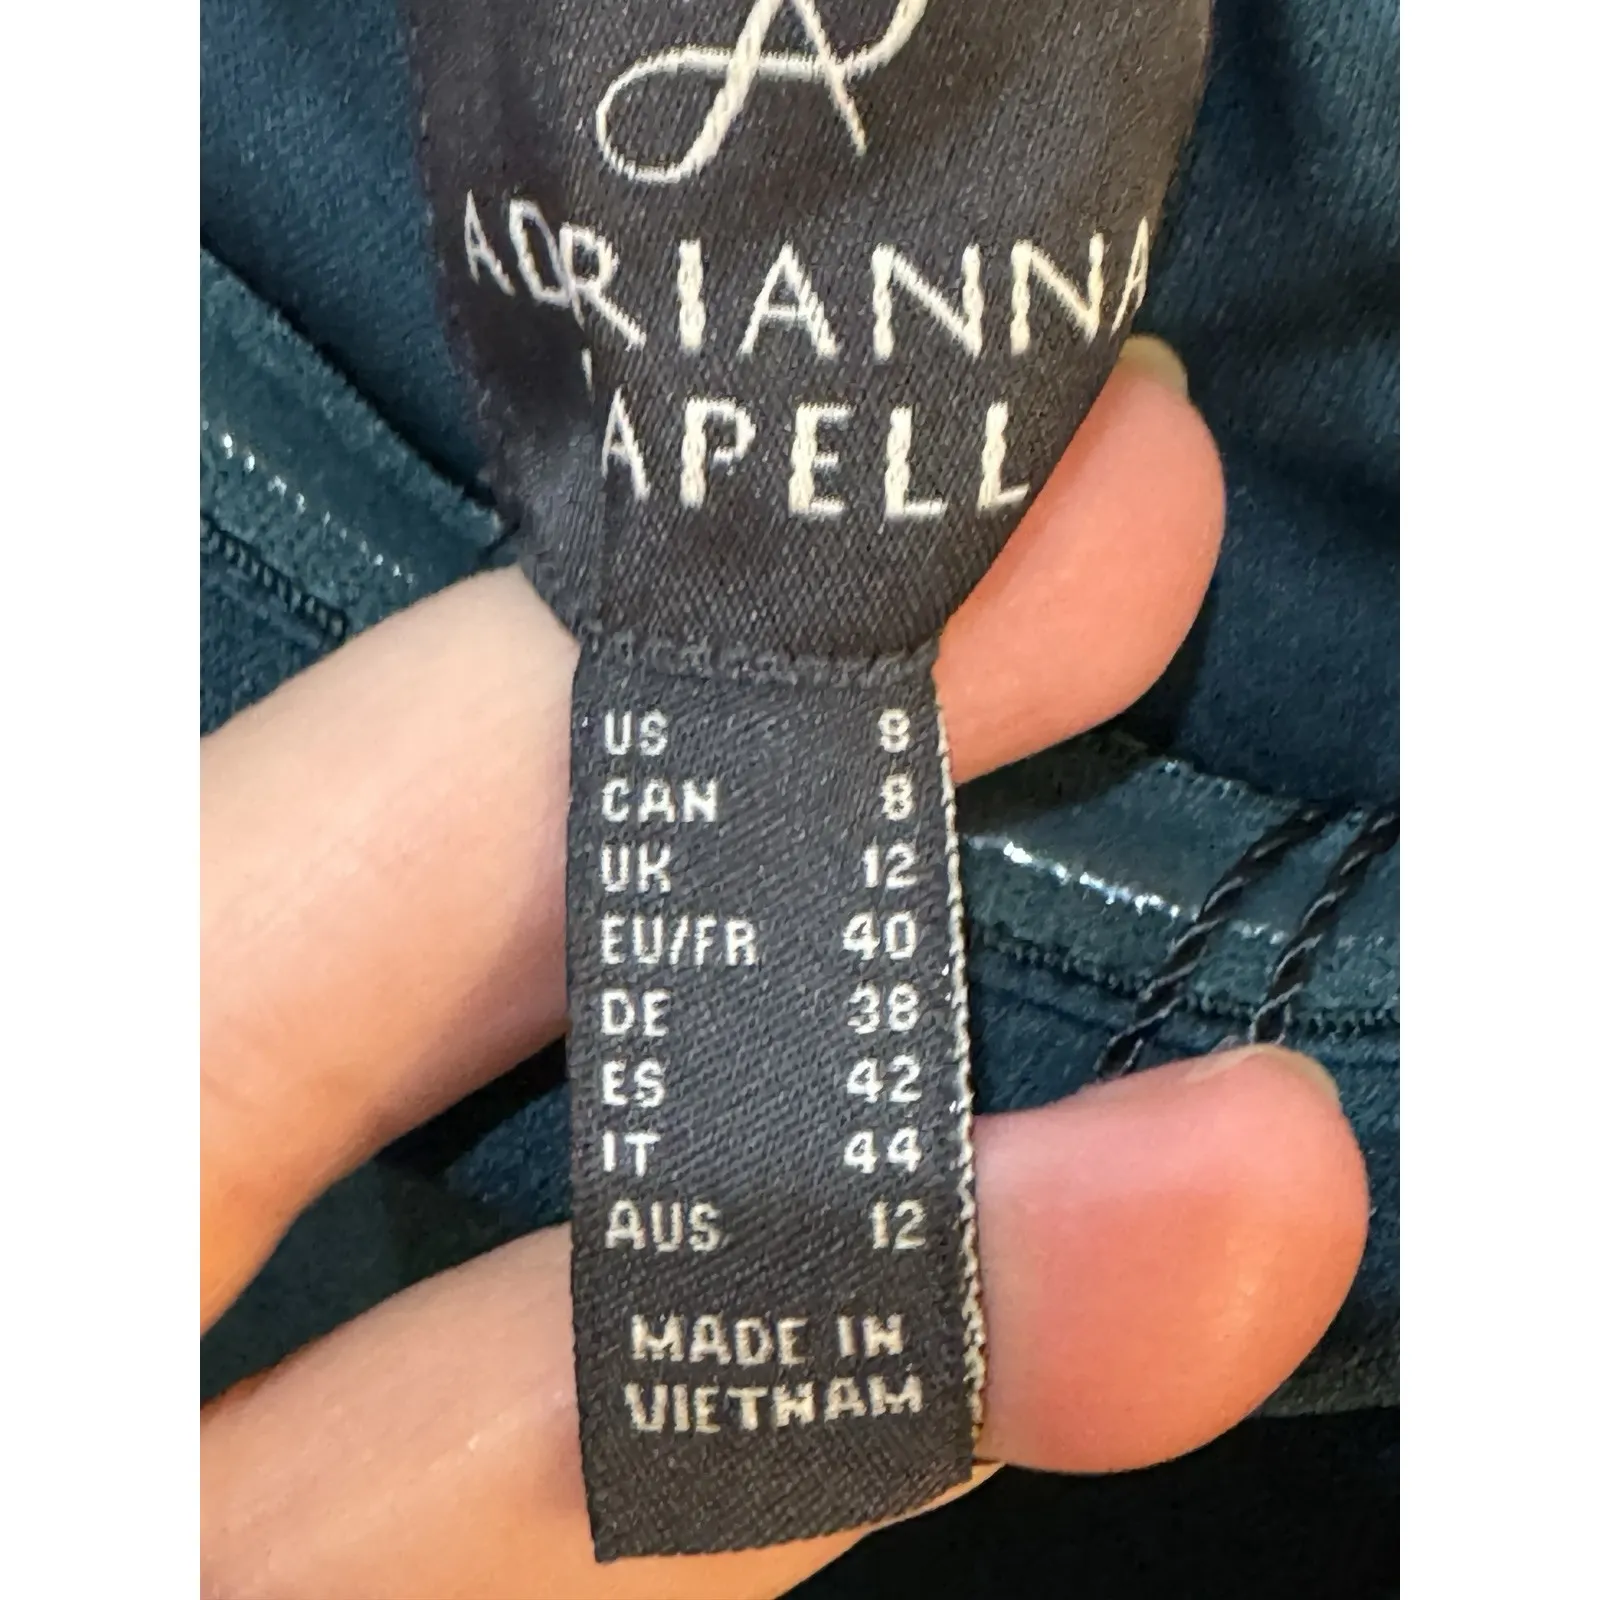 ADRIANNA
APELL
US 8
CAN 8
UK 12
EU/FR 40
DE 38
ES 42
IT 44
AUS 12
MADE IN
VIETNAM